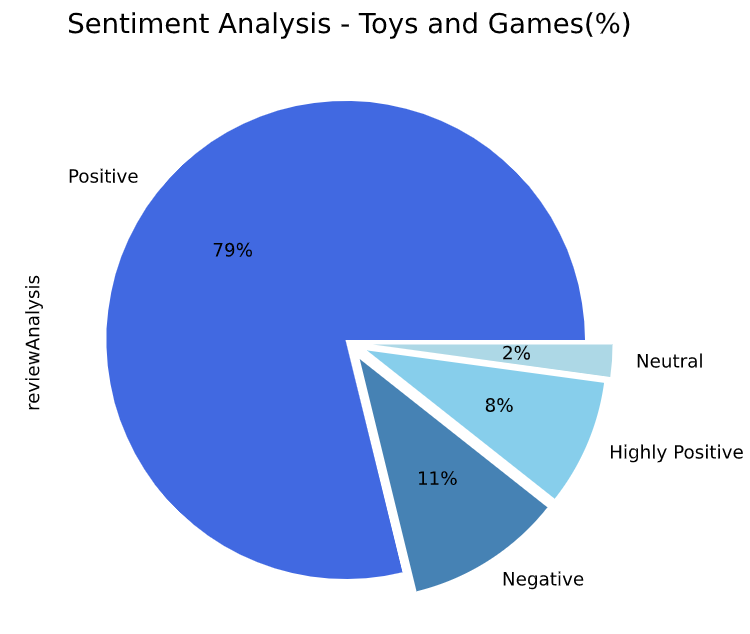 Sentiment Analysis - Toys and Games(%)
Positive
79%
reviewAnalysis
2%
Neutral
8%
Highly Positive
11%
Negative